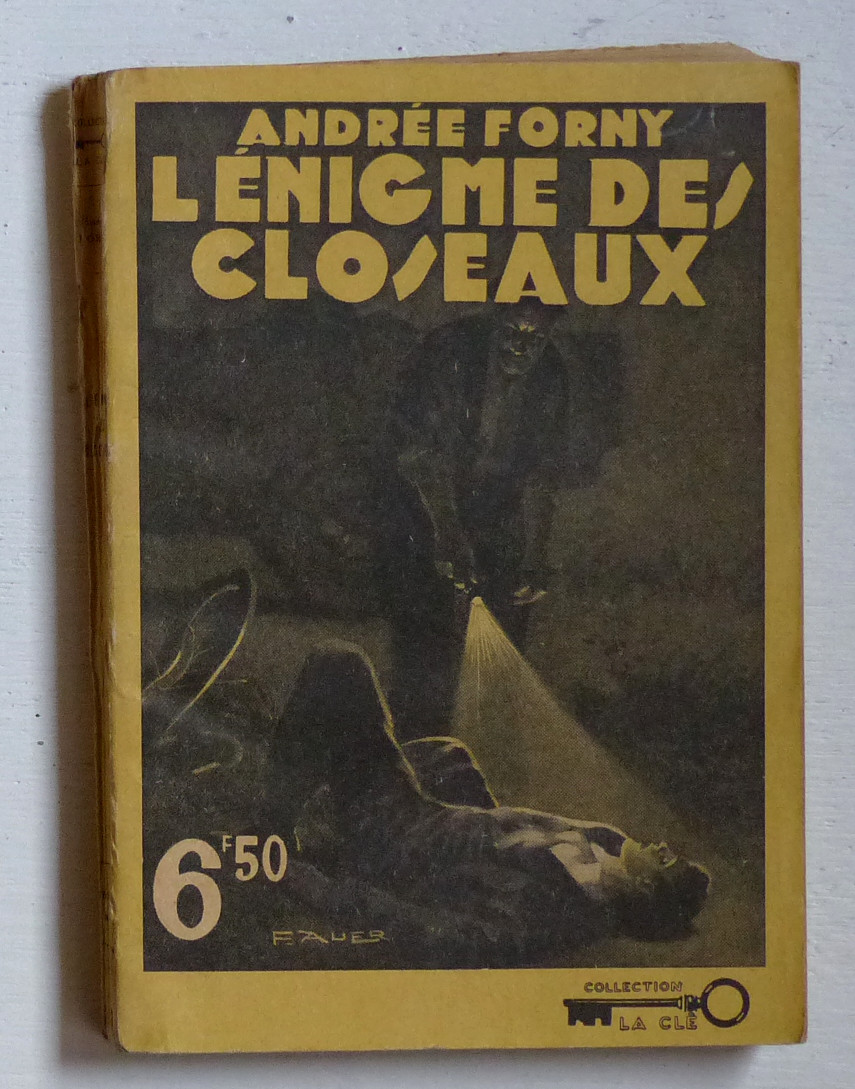 ANDRÉE FORNY
L'ÉNIGME DES
CLOSEAUX
6F50
F. AUER
COLLECTION
LA CLÉ